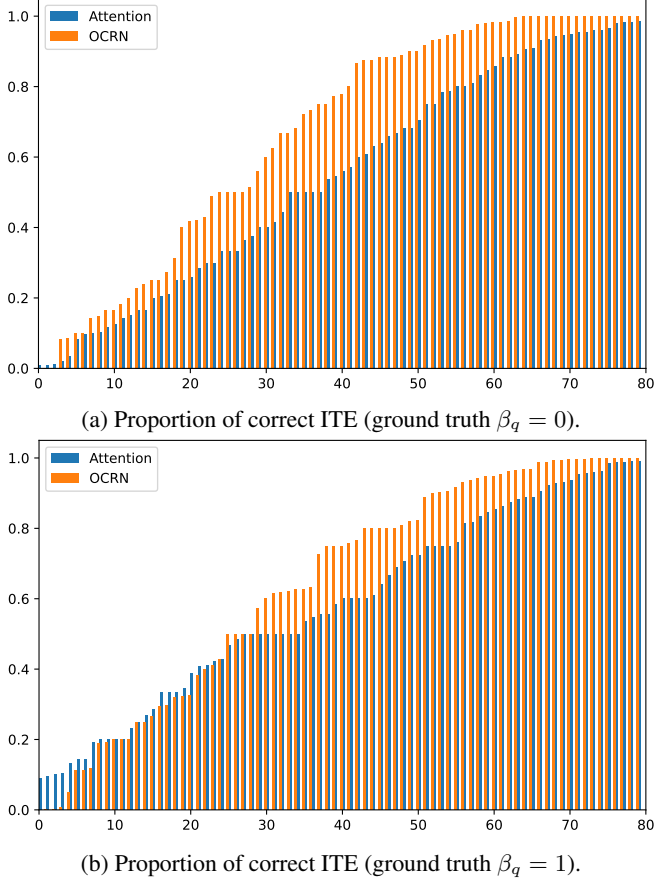 1.0
0.8
0.6
0.4
0.2
0.0
Attention
OCRN
0 10 20 30 40 50 60 70 80
(a) Proportion of correct ITE (ground truth β_q = 0).
1.0
0.8
0.6
0.4
0.2
0.0
Attention
OCRN
0 10 20 30 40 50 60 70 80
(b) Proportion of correct ITE (ground truth β_q = 1).